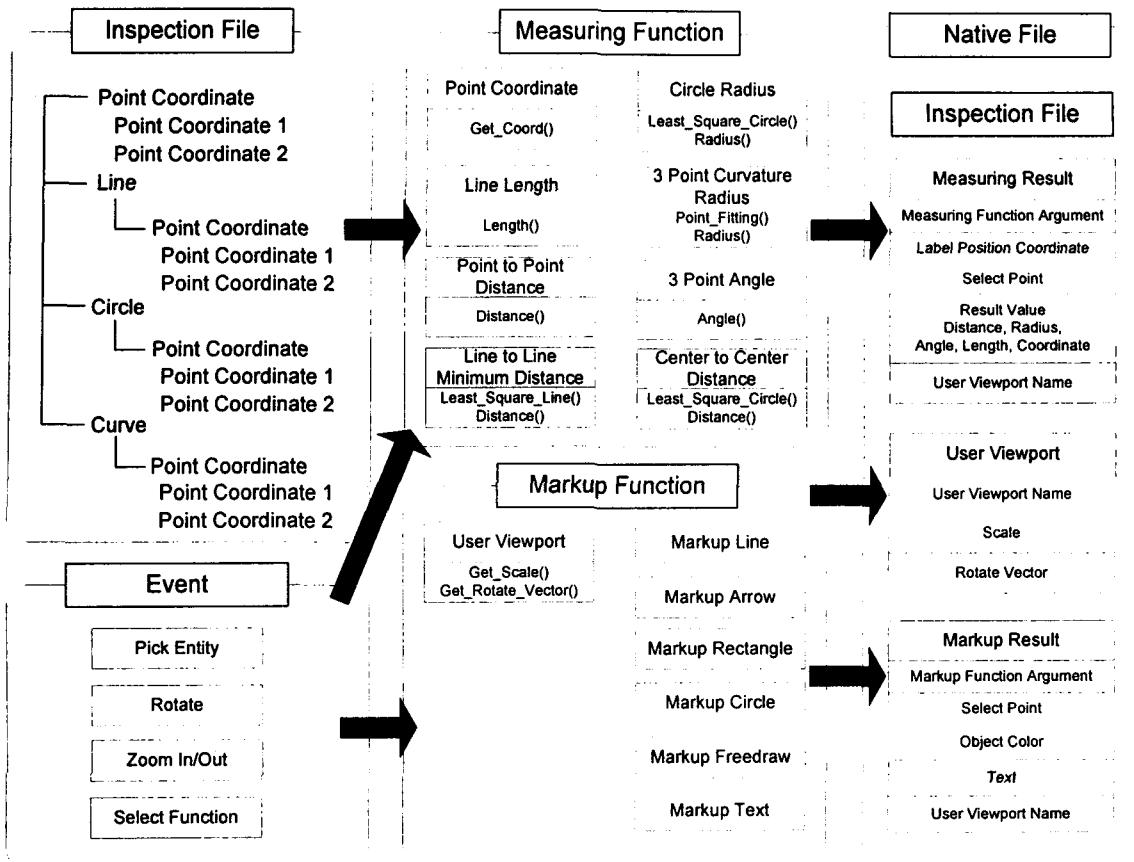 Inspection File
Point Coordinate
Point Coordinate 1
Point Coordinate 2
Line
Point Coordinate
Point Coordinate 1
Point Coordinate 2
Circle
Point Coordinate
Point Coordinate 1
Point Coordinate 2
Curve
Point Coordinate
Point Coordinate 1
Point Coordinate 2
Event
Pick Entity
Rotate
Zoom In/Out
Select Function
Measuring Function
Point Coordinate
Get_Coord()
Line Length
Length()
Point to Point
Distance
Distance()
Line to Line
Minimum Distance
Least_Square_Line()
Distance()
Circle Radius
Least_Square_Circle()
Radius()
3 Point Curvature
Radius
Point_Fitting()
Radius()
3 Point Angle
Angle()
Center to Center
Distance
Least_Square_Circle()
Distance()
Markup Function
User Viewport
Get_Scale()
Get_Rotate_Vector()
Markup Line
Markup Arrow
Markup Rectangle
Markup Circle
Markup Freedraw
Markup Text
Native File
Inspection File
Measuring Result
Measuring Function Argument
Label Position Coordinate
Select Point
Result Value
Distance, Radius,
Angle, Length, Coordinate
User Viewport Name
User Viewport
User Viewport Name
Scale
Rotate Vector
Markup Result
Markup Function Argument
Select Point
Object Color
Text
User Viewport Name